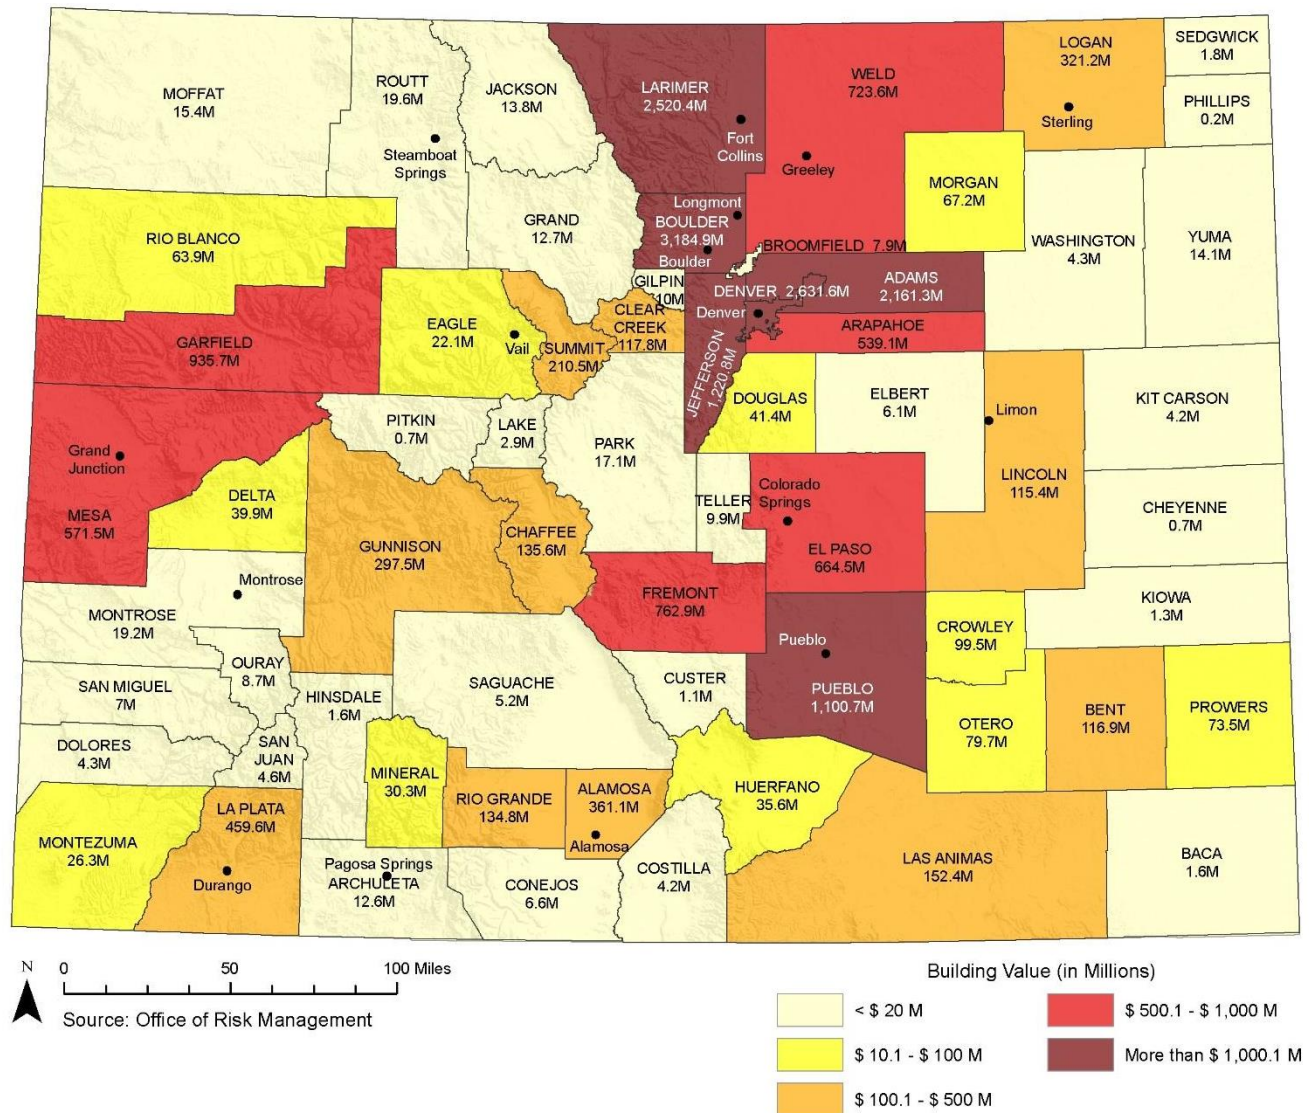 MOFFAT
15.4M
ROUTT
19.6M
Steamboat
Springs
JACKSON
13.8M
LARIMER
2,520.4M
Fort
Collins
WELD
723.6M
Greeley
LOGAN
321.2M
Sterling
SEDGWICK
1.8M
PHILLIPS
0.2M
MORGAN
67.2M
WASHINGTON
4.3M
YUMA
14.1M
RIO BLANCO
63.9M
GRAND
12.7M
Longmont
BOULDER
3,184.9M
Boulder
BROOMFIELD 7.9M
GILPIN
10M
DENVER 2,631.6M
Denver
ADAMS
2,161.3M
ARAPAHOE
539.1M
CLEAR
CREEK
117.8M
JEFFERSON
1,220.8M
GARFIELD
935.7M
EAGLE
22.1M
Vail
SUMMIT
210.5M
DOUGLAS
41.4M
ELBERT
6.1M
Limon
LINCOLN
115.4M
KIT CARSON
4.2M
PITKIN
0.7M
LAKE
2.9M
PARK
17.1M
Grand
Junction
MESA
571.5M
DELTA
39.9M
GUNNISON
297.5M
CHAFFEE
135.6M
TELLER
9.9M
Colorado
Springs
EL PASO
664.5M
CHEYENNE
0.7M
KIOWA
1.3M
Montrose
MONTROSE
19.2M
OURAY
8.7M
FREMONT
762.9M
Pueblo
PUEBLO
1,100.7M
CROWLEY
99.5M
SAN MIGUEL
7M
HINSDALE
1.6M
SAGUACHE
5.2M
CUSTER
1.1M
OTERO
79.7M
BENT
116.9M
PROWERS
73.5M
DOLORES
4.3M
SAN
JUAN
4.6M
MINERAL
30.3M
RIO GRANDE
134.8M
ALAMOSA
361.1M
Alamosa
HUERFANO
35.6M
MONTEZUMA
26.3M
LA PLATA
459.6M
Durango
Pagosa Springs
ARCHULETA
12.6M
CONEJOS
6.6M
COSTILLA
4.2M
LAS ANIMAS
152.4M
BACA
1.6M
N
0 50 100 Miles
Source: Office of Risk Management
Building Value (in Millions)
< $ 20 M
$ 10.1 - $ 100 M
$ 100.1 - $ 500 M
$ 500.1 - $ 1,000 M
More than $ 1,000.1 M